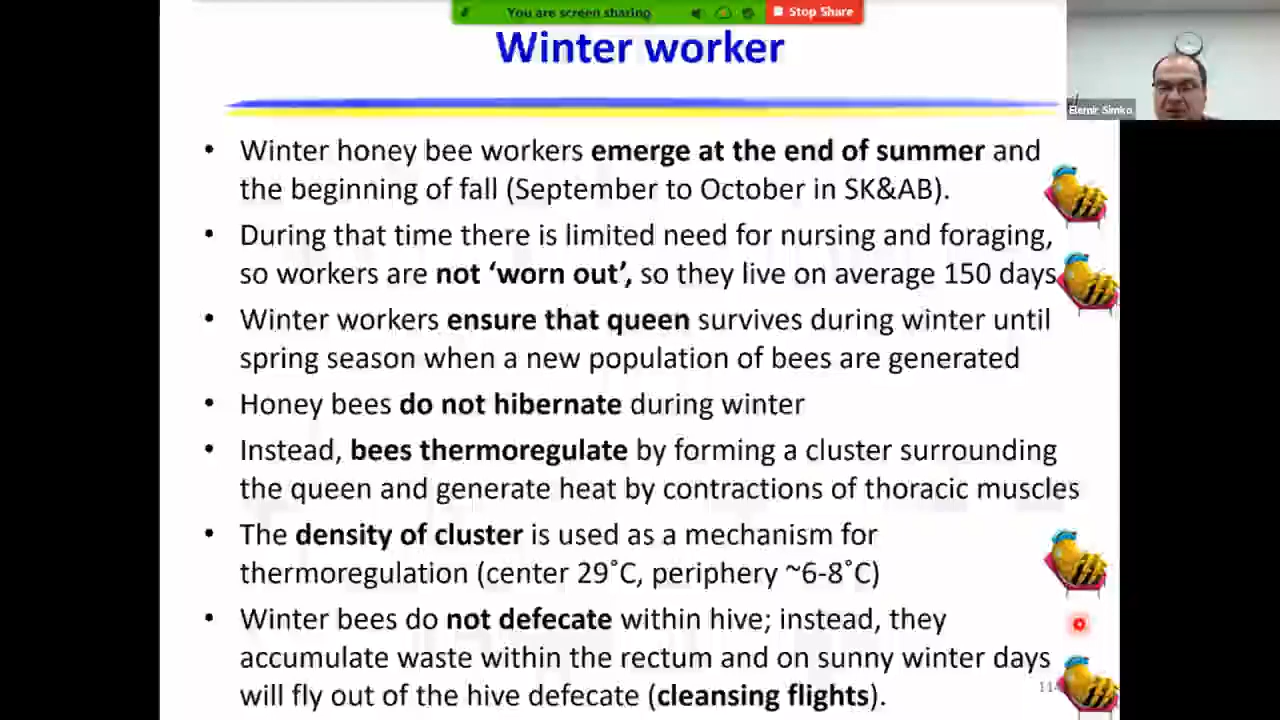 You are screen sharing
Stop Share
Winter worker
Elemir Simko
• Winter honey bee workers emerge at the end of summer and
the beginning of fall (September to October in SK&AB).
• During that time there is limited need for nursing and foraging,
so workers are not ‘worn out’, so they live on average 150 days
• Winter workers ensure that queen survives during winter until
spring season when a new population of bees are generated
• Honey bees do not hibernate during winter
• Instead, bees thermoregulate by forming a cluster surrounding
the queen and generate heat by contractions of thoracic muscles
• The density of cluster is used as a mechanism for
thermoregulation (center 29˚C, periphery ~6-8˚C)
• Winter bees do not defecate within hive; instead, they
accumulate waste within the rectum and on sunny winter days
will fly out of the hive defecate (cleansing flights).